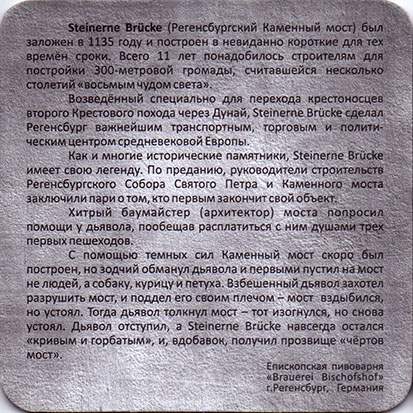 Steinerne Brücke (Регенсбургский Каменный мост) был
заложен в 1135 году и построен в невиданно короткие для тех
времён сроки. Всего 11 лет понадобилось строителям для
постройки 300-метровой громады, считавшейся несколько
столетий «восьмым чудом света».
Возведённый специально для перехода крестоносцев
второго Крестового похода через Дунай, Steinerne Brücke сделал
Регенсбург важнейшим транспортным, торговым и полити-
ческим центром средневековой Европы.
Как и многие исторические памятники, Steinerne Brücke
имеет свою легенду. По преданию, руководители строительств
Регенсбургского Собора Святого Петра и Каменного моста
заключили пари о том, кто первым закончит свой объект.
Хитрый баумайстер (архитектор) моста попросил
помощи у дьявола, пообещав расплатиться с ним душами трех
первых пешеходов.
С помощью темных сил Каменный мост скоро был
построен, но зодчий обманул дьявола и первыми пустил на мост
не людей, а собаку, курицу и петуха. Взбешенный дьявол захотел
разрушить мост, и поддел его своим плечом – мост вздыбился,
но устоял. Тогда дьявол толкнул мост – тот изогнулся, но снова
устоял. Дьявол отступил, а Steinerne Brücke навсегда остался
«кривым и горбатым», и, вдобавок, получил прозвище «чёртов
мост».
Епископская пивоварня
«Brauerei Bischofshof»
г.Регенсбург, Германия